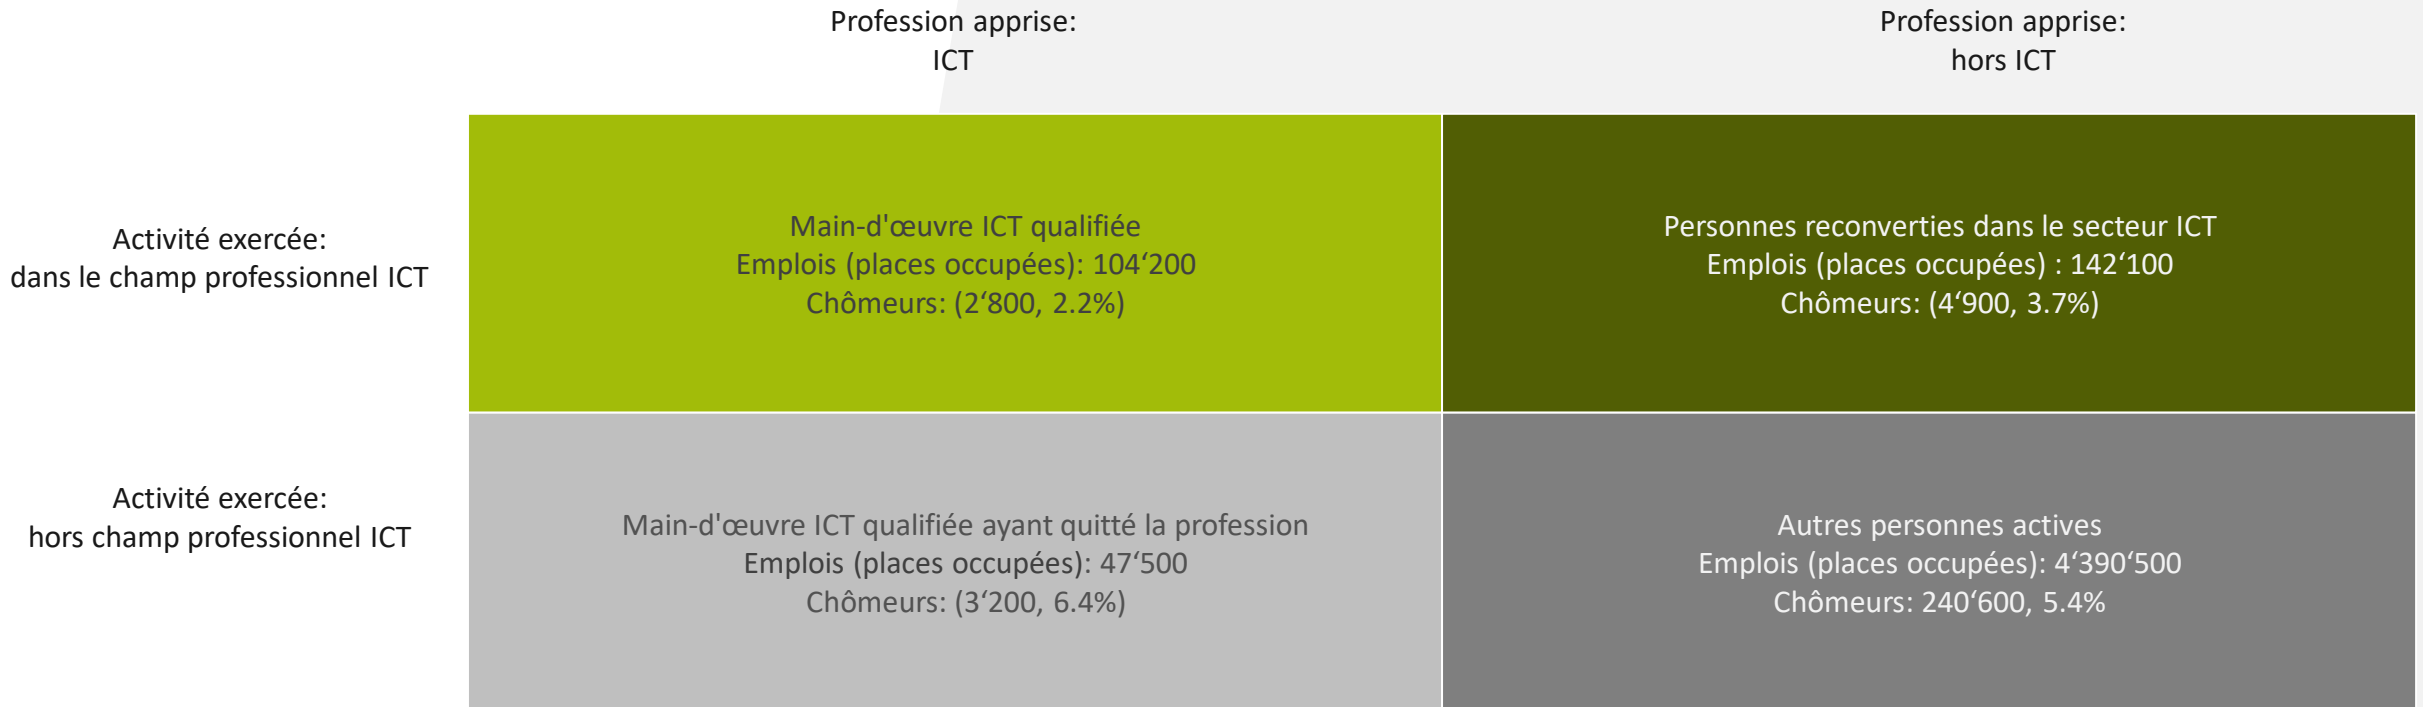 Profession apprise:
ICT
Profession apprise:
hors ICT
Activité exercée:
dans le champ professionnel ICT
Main-d'œuvre ICT qualifiée
Emplois (places occupées): 104‘200
Chômeurs: (2‘800, 2.2%)
Personnes reconverties dans le secteur ICT
Emplois (places occupées) : 142‘100
Chômeurs: (4‘900, 3.7%)
Activité exercée:
hors champ professionnel ICT
Main-d'œuvre ICT qualifiée ayant quitté la profession
Emplois (places occupées): 47‘500
Chômeurs: (3‘200, 6.4%)
Autres personnes actives
Emplois (places occupées): 4‘390‘500
Chômeurs: 240‘600, 5.4%